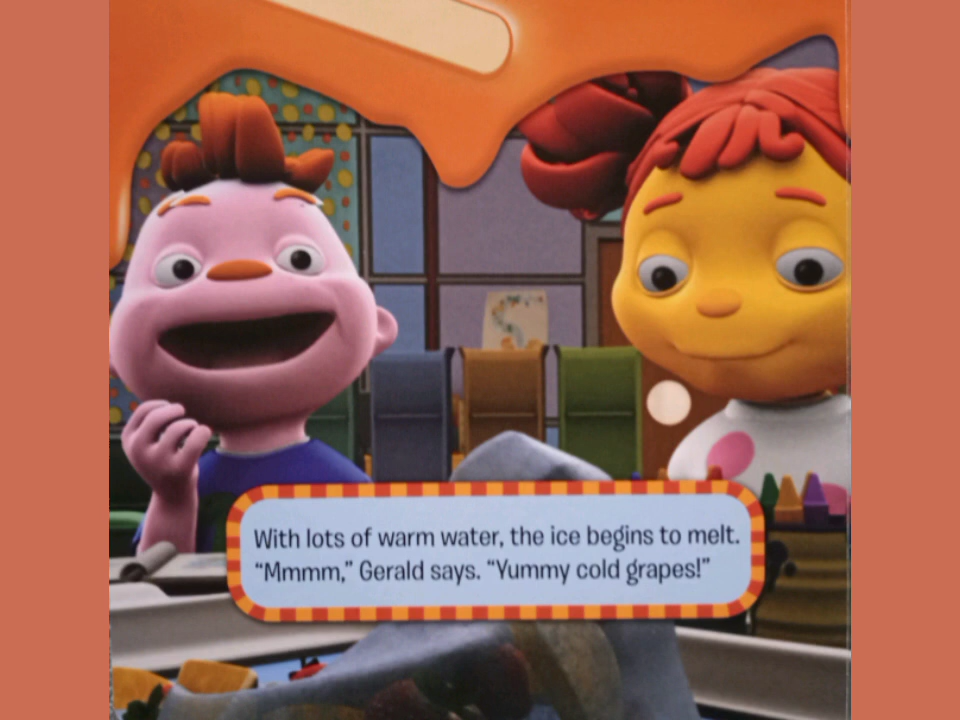 With lots of warm water, the ice begins to melt.
“Mmmm,” Gerald says. “Yummy cold grapes!”